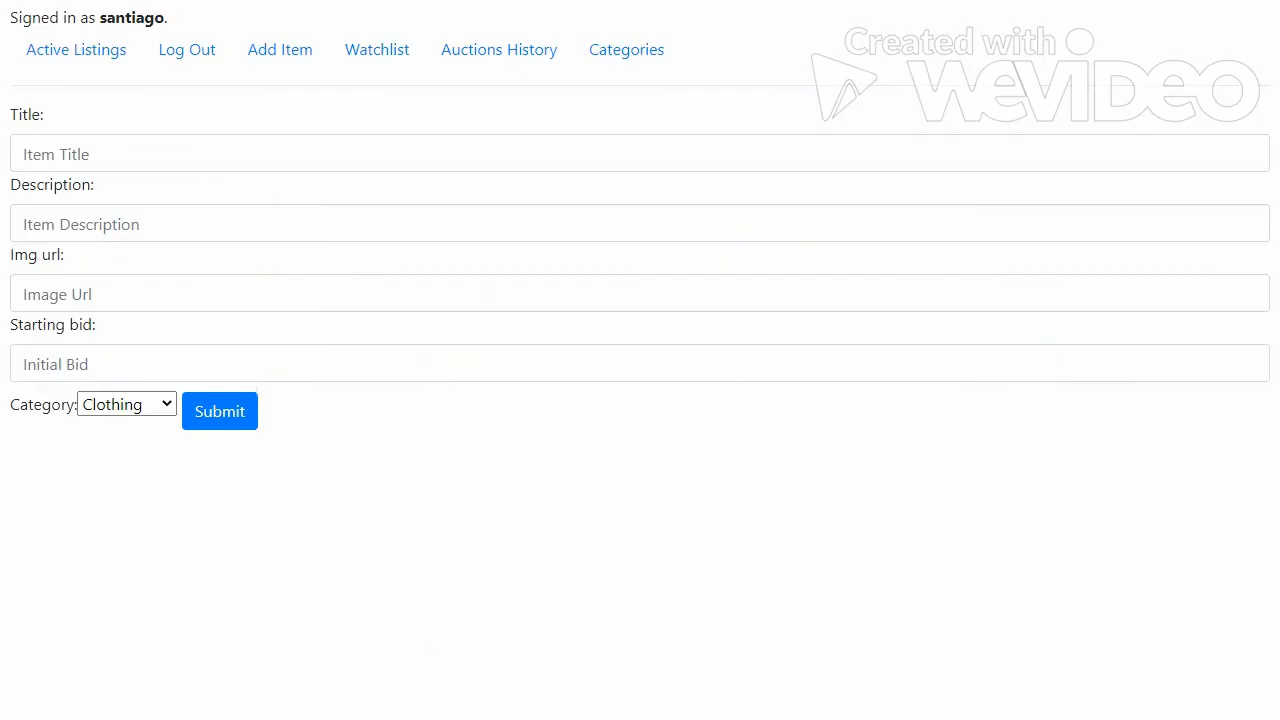 Signed in as santiago.
Active Listings Log Out Add Item Watchlist Auctions History Categories
Created with
WeVideo
Title:
Item Title
Description:
Item Description
Img url:
Image Url
Starting bid:
Initial Bid
Category: Clothing Submit